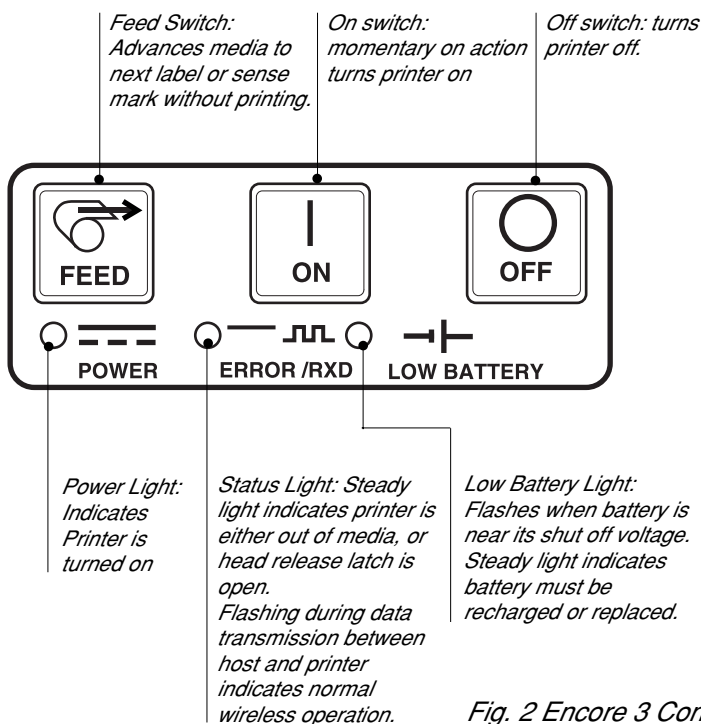 Feed Switch:
Advances media to
next label or sense
mark without printing.
On switch:
momentary on action
turns printer on
Off switch: turns
printer off.
FEED
ON
OFF
POWER
ERROR /RXD
LOW BATTERY
Power Light:
Indicates
Printer is
turned on
Status Light: Steady
light indicates printer is
either out of media, or
head release latch is
open.
Flashing during data
transmission between
host and printer
indicates normal
wireless operation.
Low Battery Light:
Flashes when battery is
near its shut off voltage.
Steady light indicates
battery must be
recharged or replaced.
Fig. 2 Encore 3